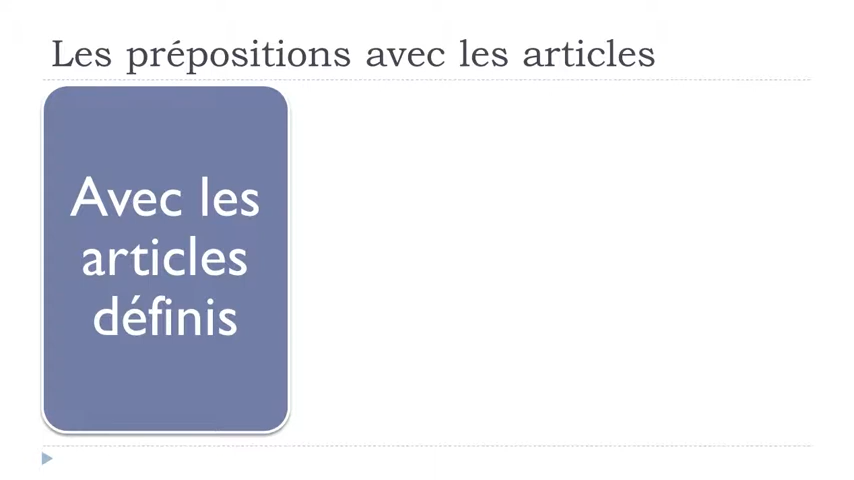 Les prépositions avec les articles
Avec les
articles
définis